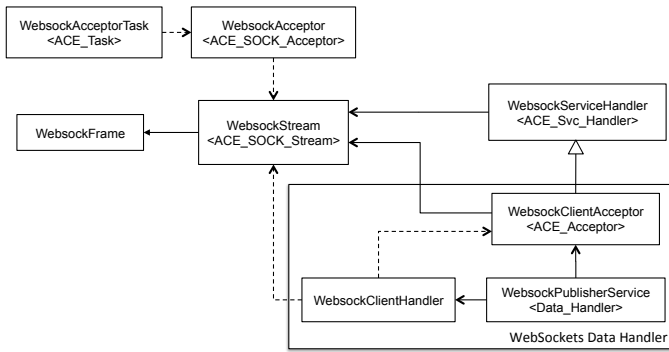 WebsockAcceptorTask
<ACE_Task>
WebsockAcceptor
<ACE_SOCK_Acceptor>
WebsockFrame
WebsockStream
<ACE_SOCK_Stream>
WebsockServiceHandler
<ACE_Svc_Handler>
WebsockClientAcceptor
<ACE_Acceptor>
WebsockClientHandler
WebsockPublisherService
<Data_Handler>
WebSockets Data Handler